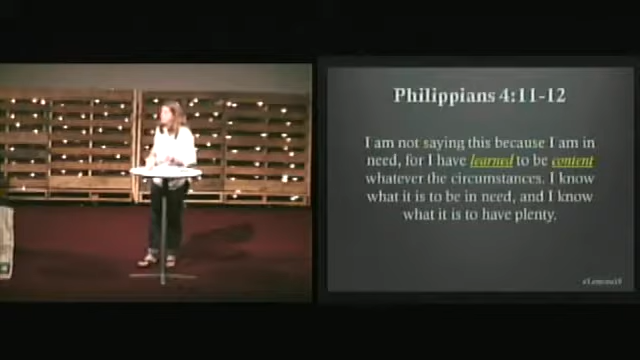 Philippians 4:11-12
I am not saying this because I am in
need, for I have learned to be content
whatever the circumstances. I know
what it is to be in need, and I know
what it is to have plenty.